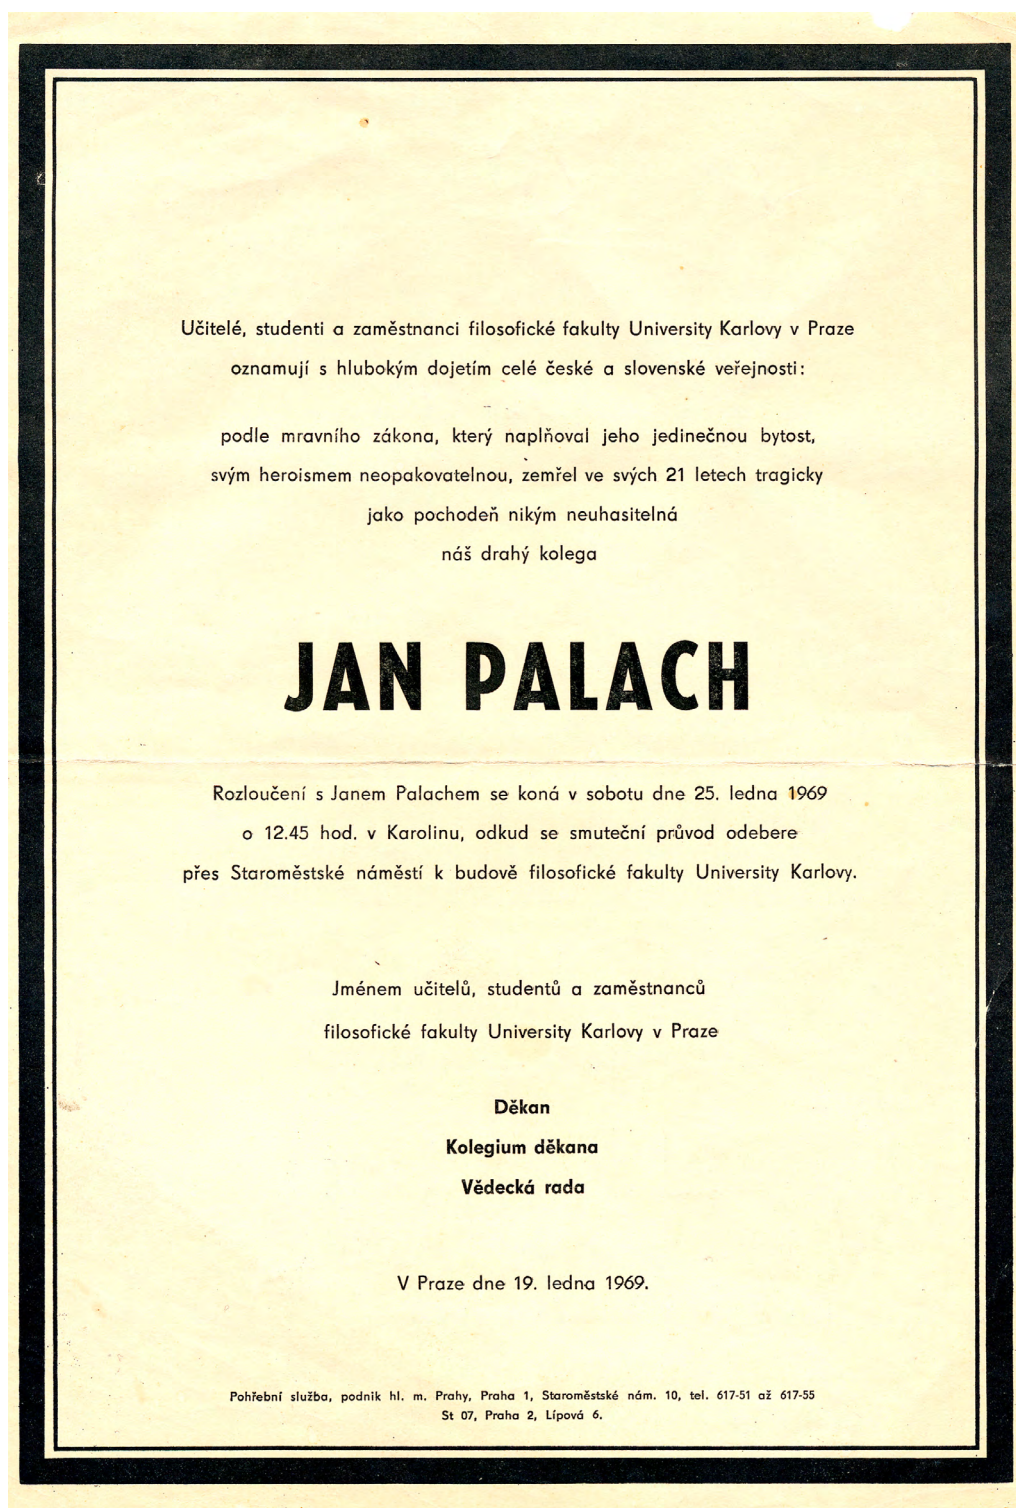 Učitelé, studenti a zaměstnanci filosofické fakulty University Karlovy v Praze
oznamují s hlubokým dojetím celé české a slovenské veřejnosti:
podle mravního zákona, který naplňoval jeho jedinečnou bytost,
svým heroismem neopakovatelnou, zemřel ve svých 21 letech tragicky
jako pochodeň nikým neuhasitelná
náš drahý kolega
JAN PALACH
Rozloučení s Janem Palachem se koná v sobotu dne 25. ledna 1969
o 12.45 hod. v Karolinu, odkud se smuteční průvod odebere
přes Staroměstské náměstí k budově filosofické fakulty University Karlovy.
Jménem učitelů, studentů a zaměstnanců
filosofické fakulty University Karlovy v Praze
Děkan
Kolegium děkana
Vědecká rada
V Praze dne 19. ledna 1969.
Pohřební služba, podnik hl. m. Prahy, Praha 1, Staroměstské nám. 10, tel. 617-51 až 617-55
St 07, Praha 2, Lípová 6.